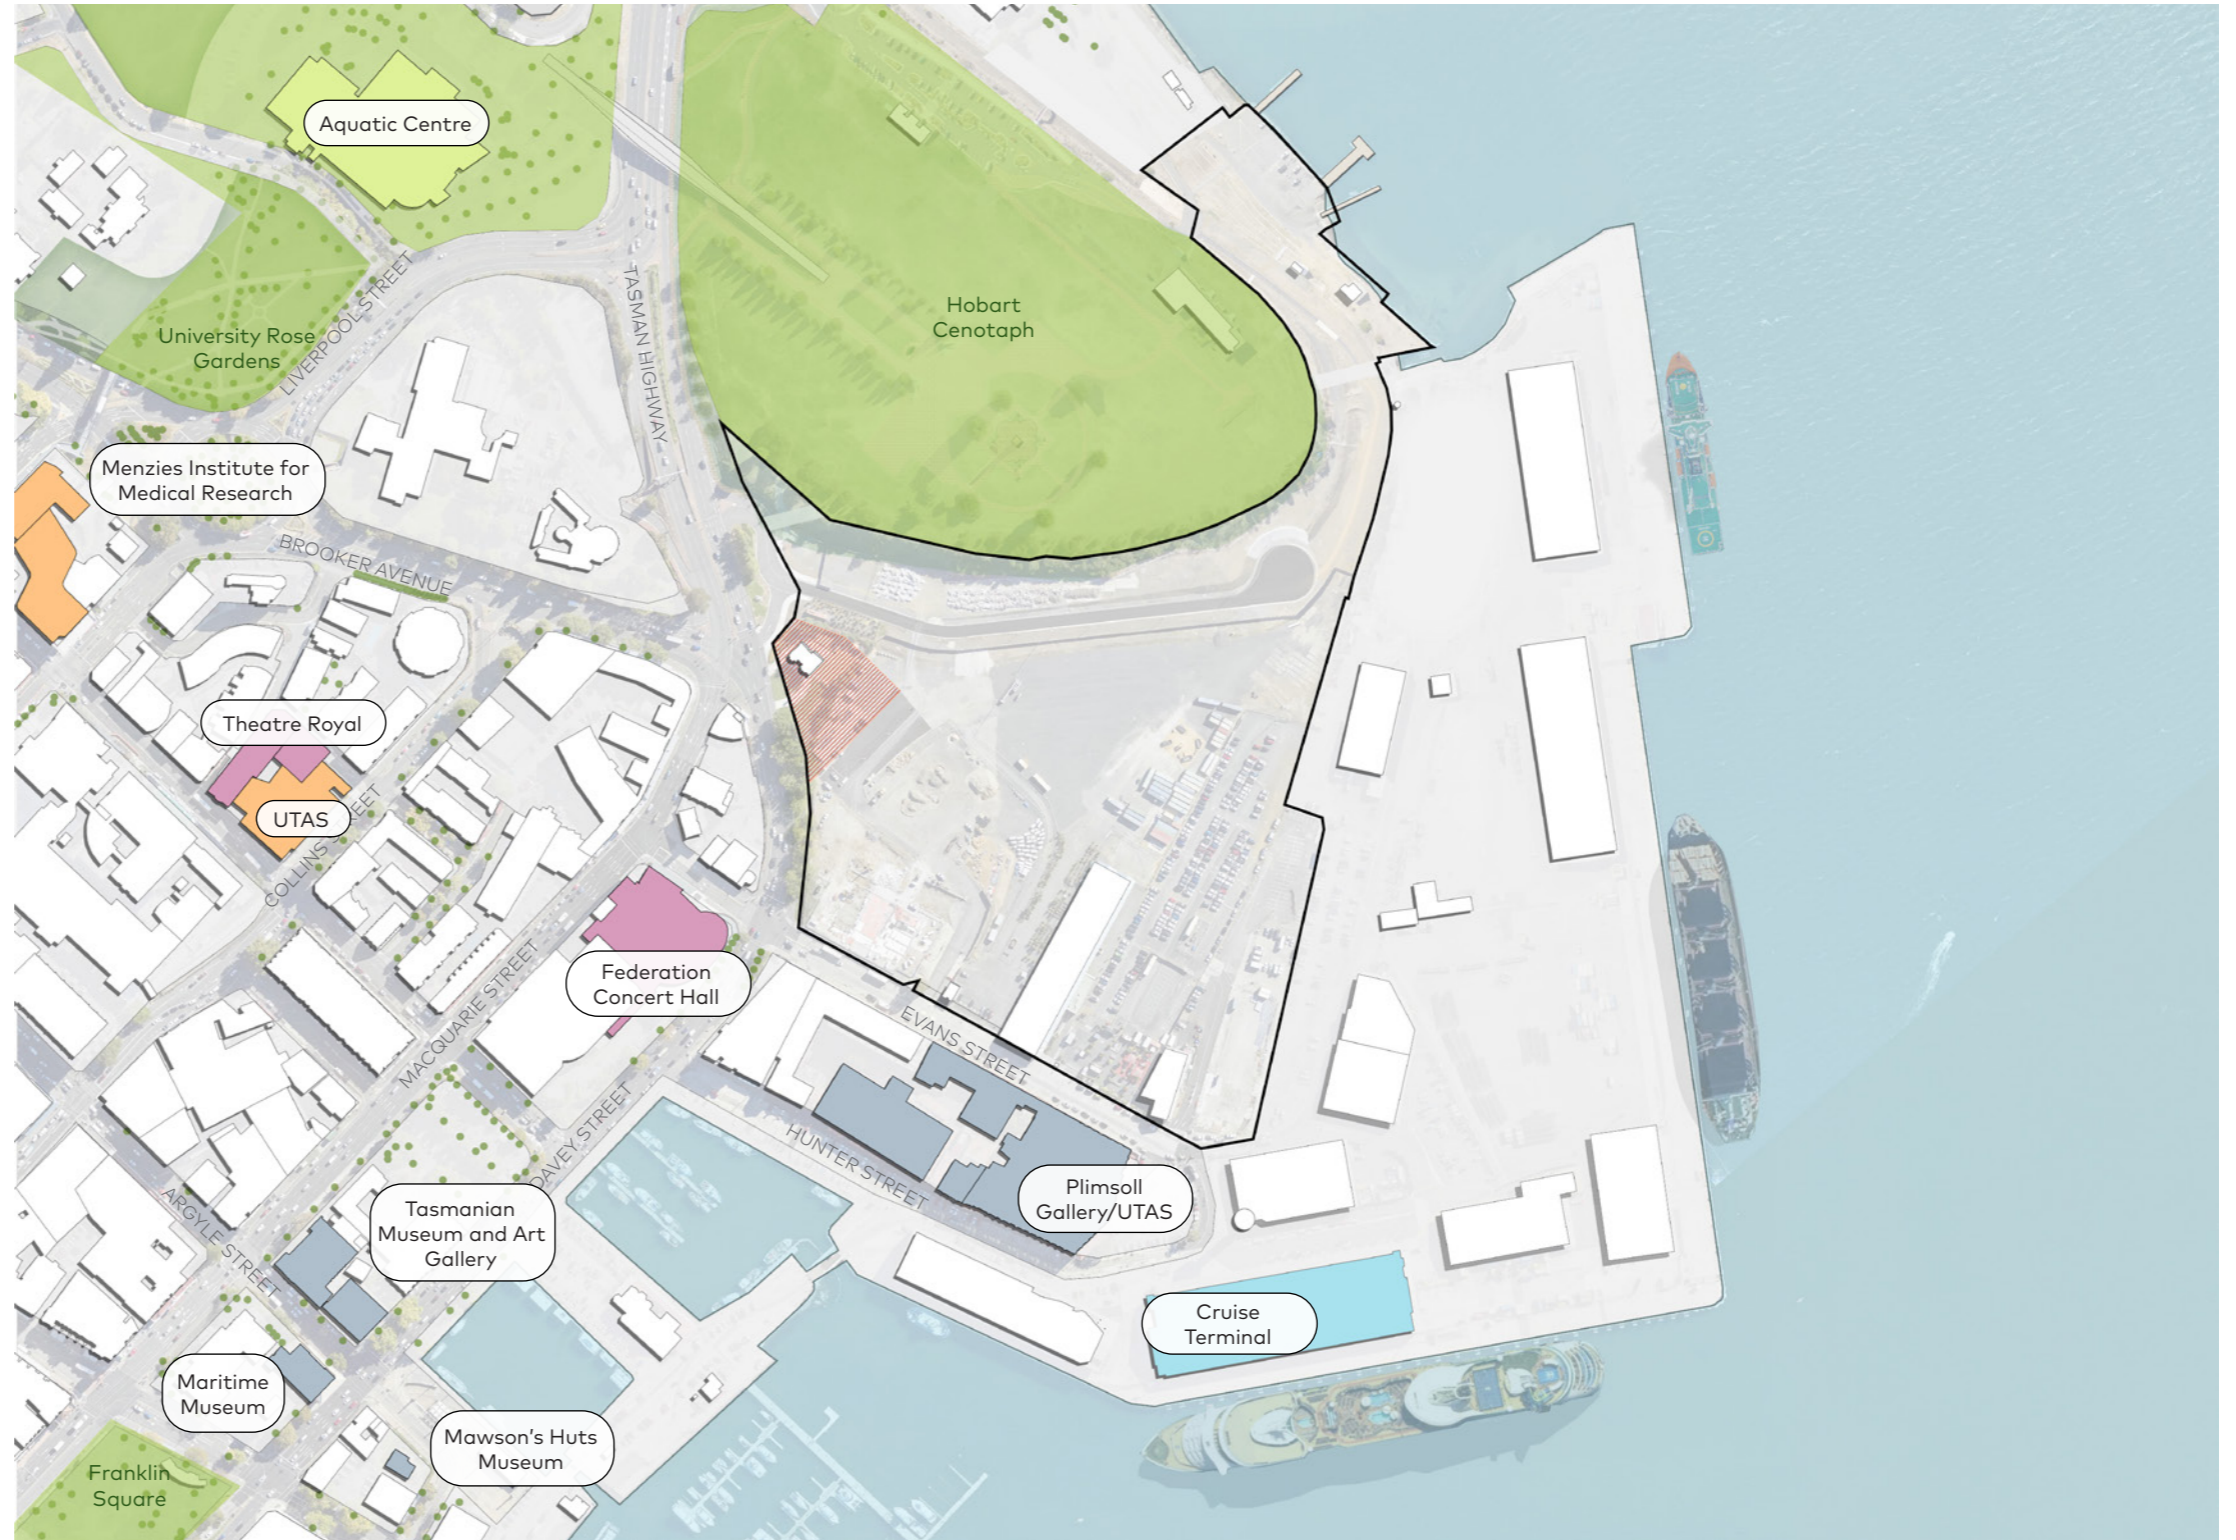 Aquatic Centre
Hobart
Cenotaph
TASMAN HIGHWAY
University Rose
Gardens
LIVERPOOL STREET
Menzies Institute for
Medical Research
BROOKER AVENUE
Theatre Royal
UTAS
COLLINS STREET
Federation
Concert Hall
MACQUARIE STREET
EVANS STREET
DAVEY STREET
HUNTER STREET
Plimsoll
Gallery/UTAS
ARGYLE STREET
Tasmanian
Museum and Art
Gallery
Cruise
Terminal
Maritime
Museum
Mawson's Huts
Museum
Franklin
Square